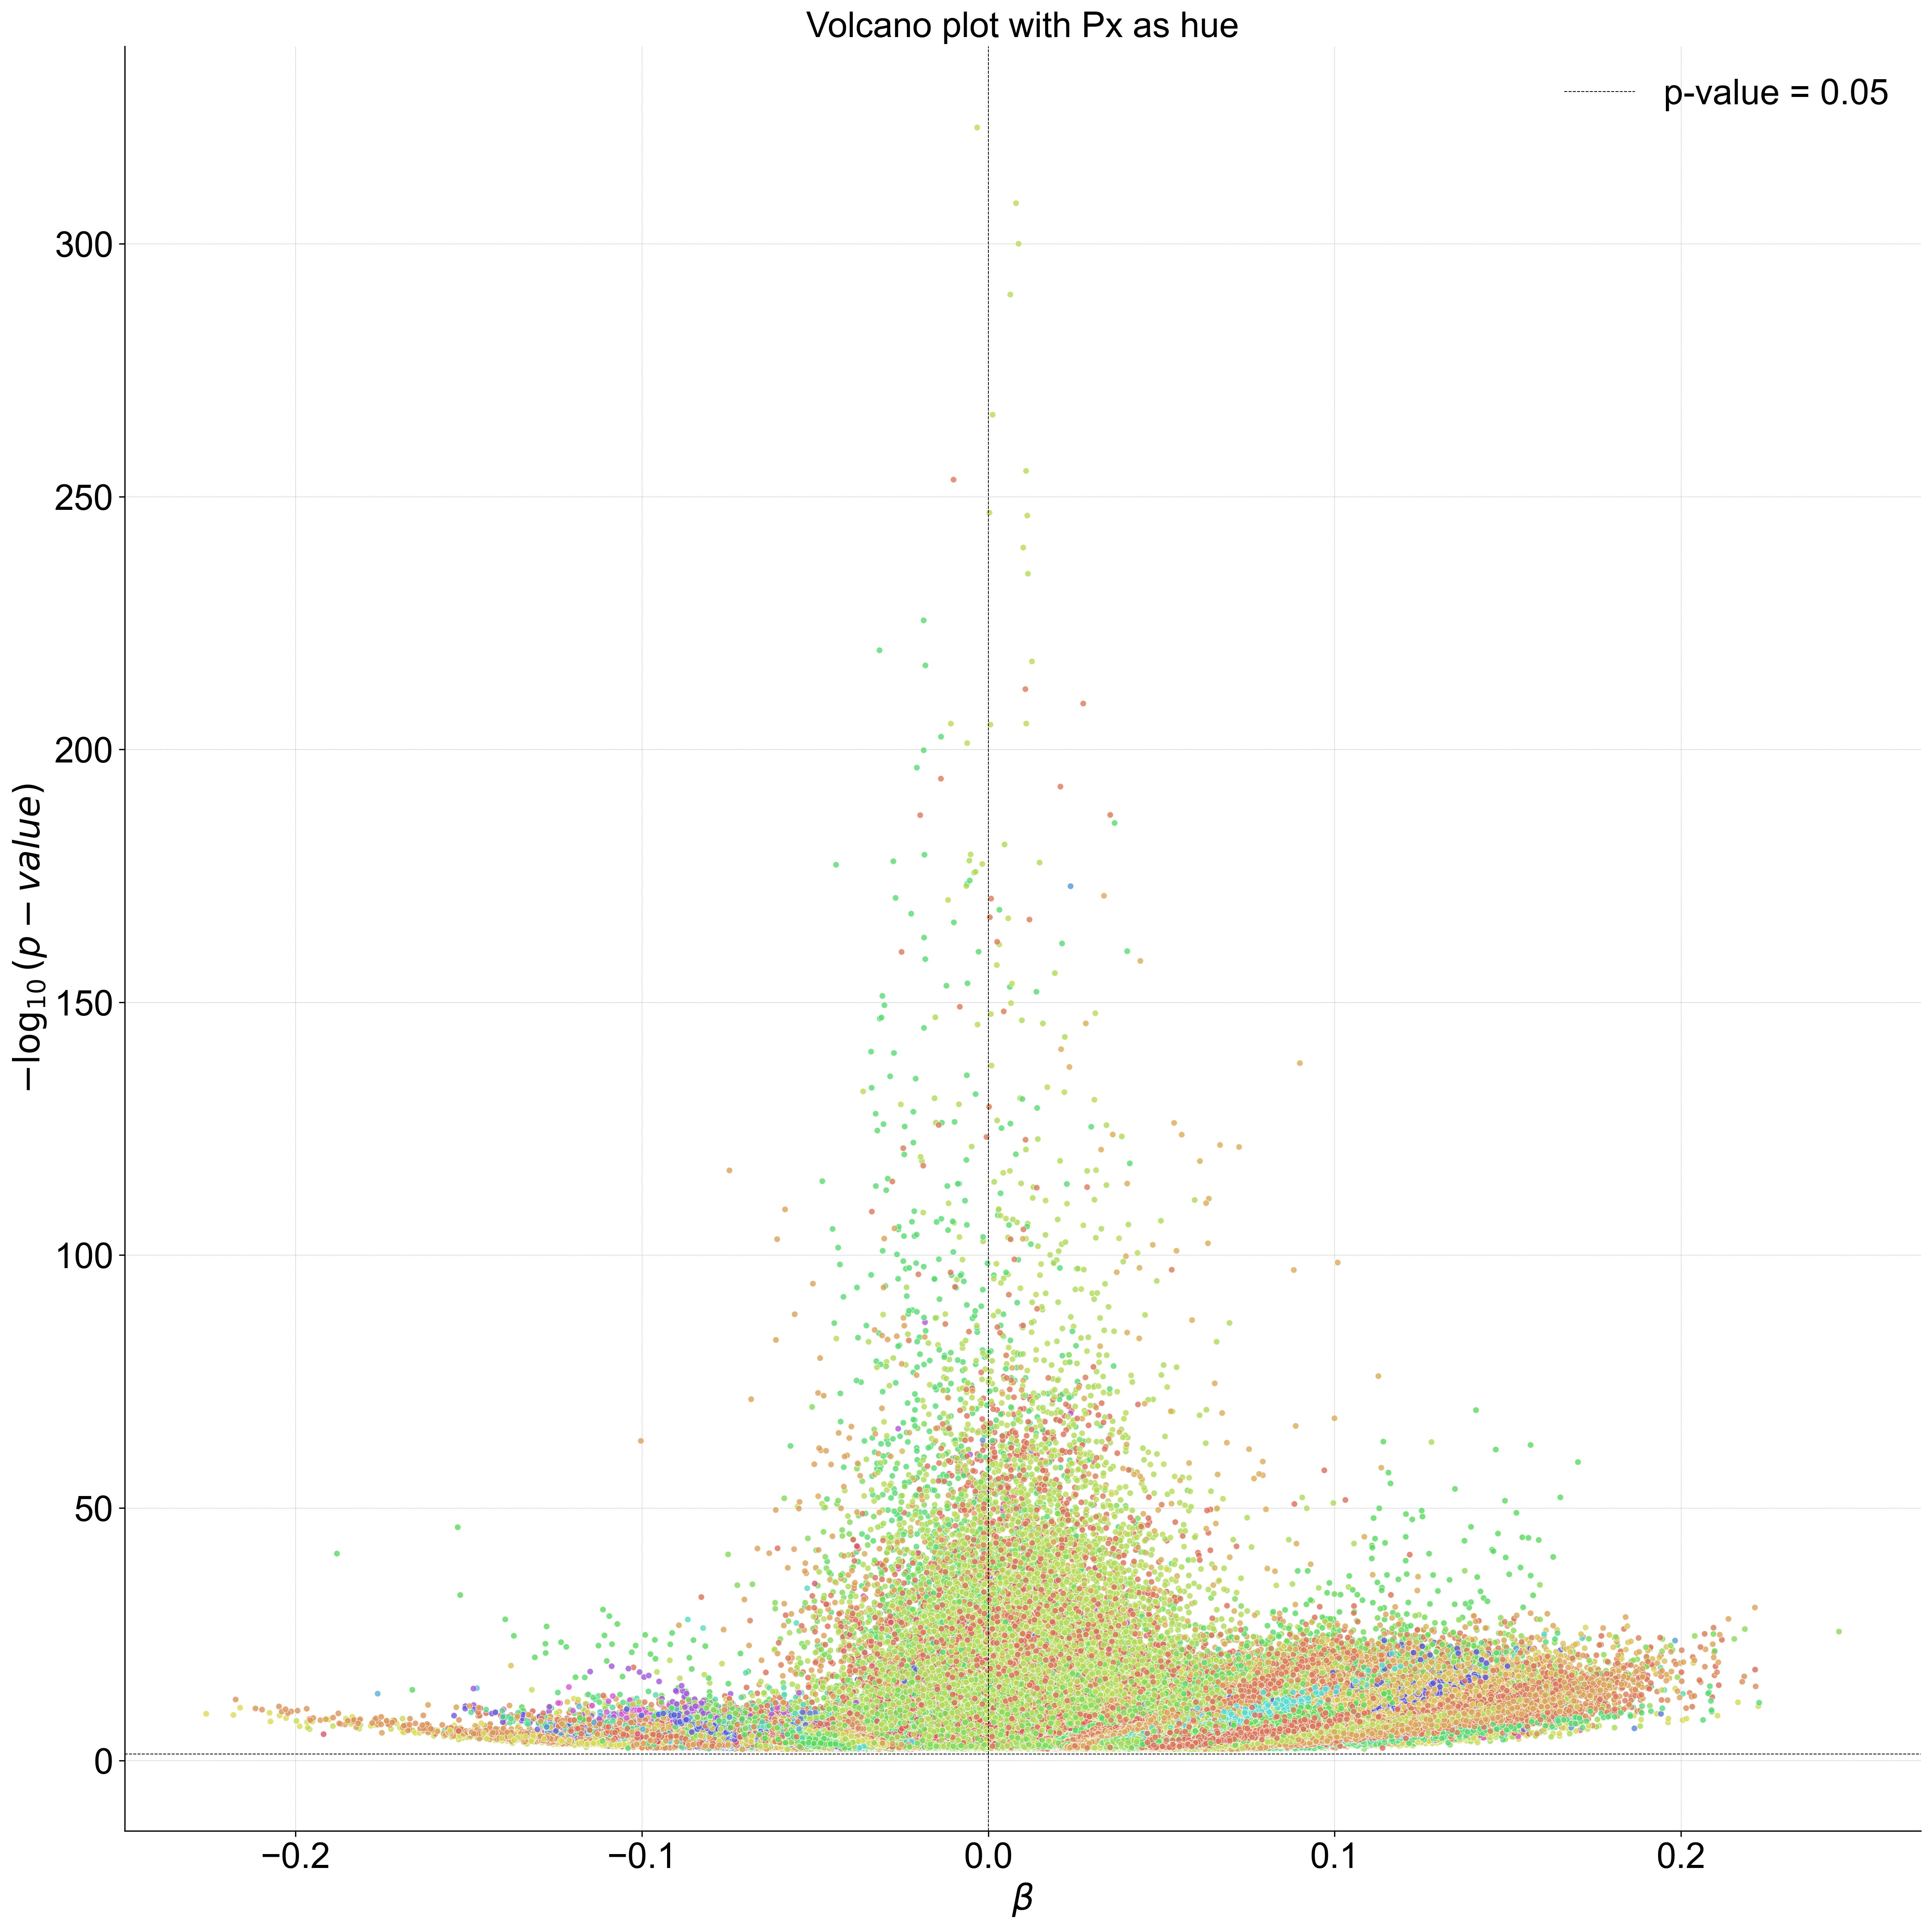 Volcano plot with Px as hue
p-value = 0.05
300
250
200
150
100
50
0
−log₁₀ (p − value)
−0.2 −0.1 0.0 0.1 0.2
β